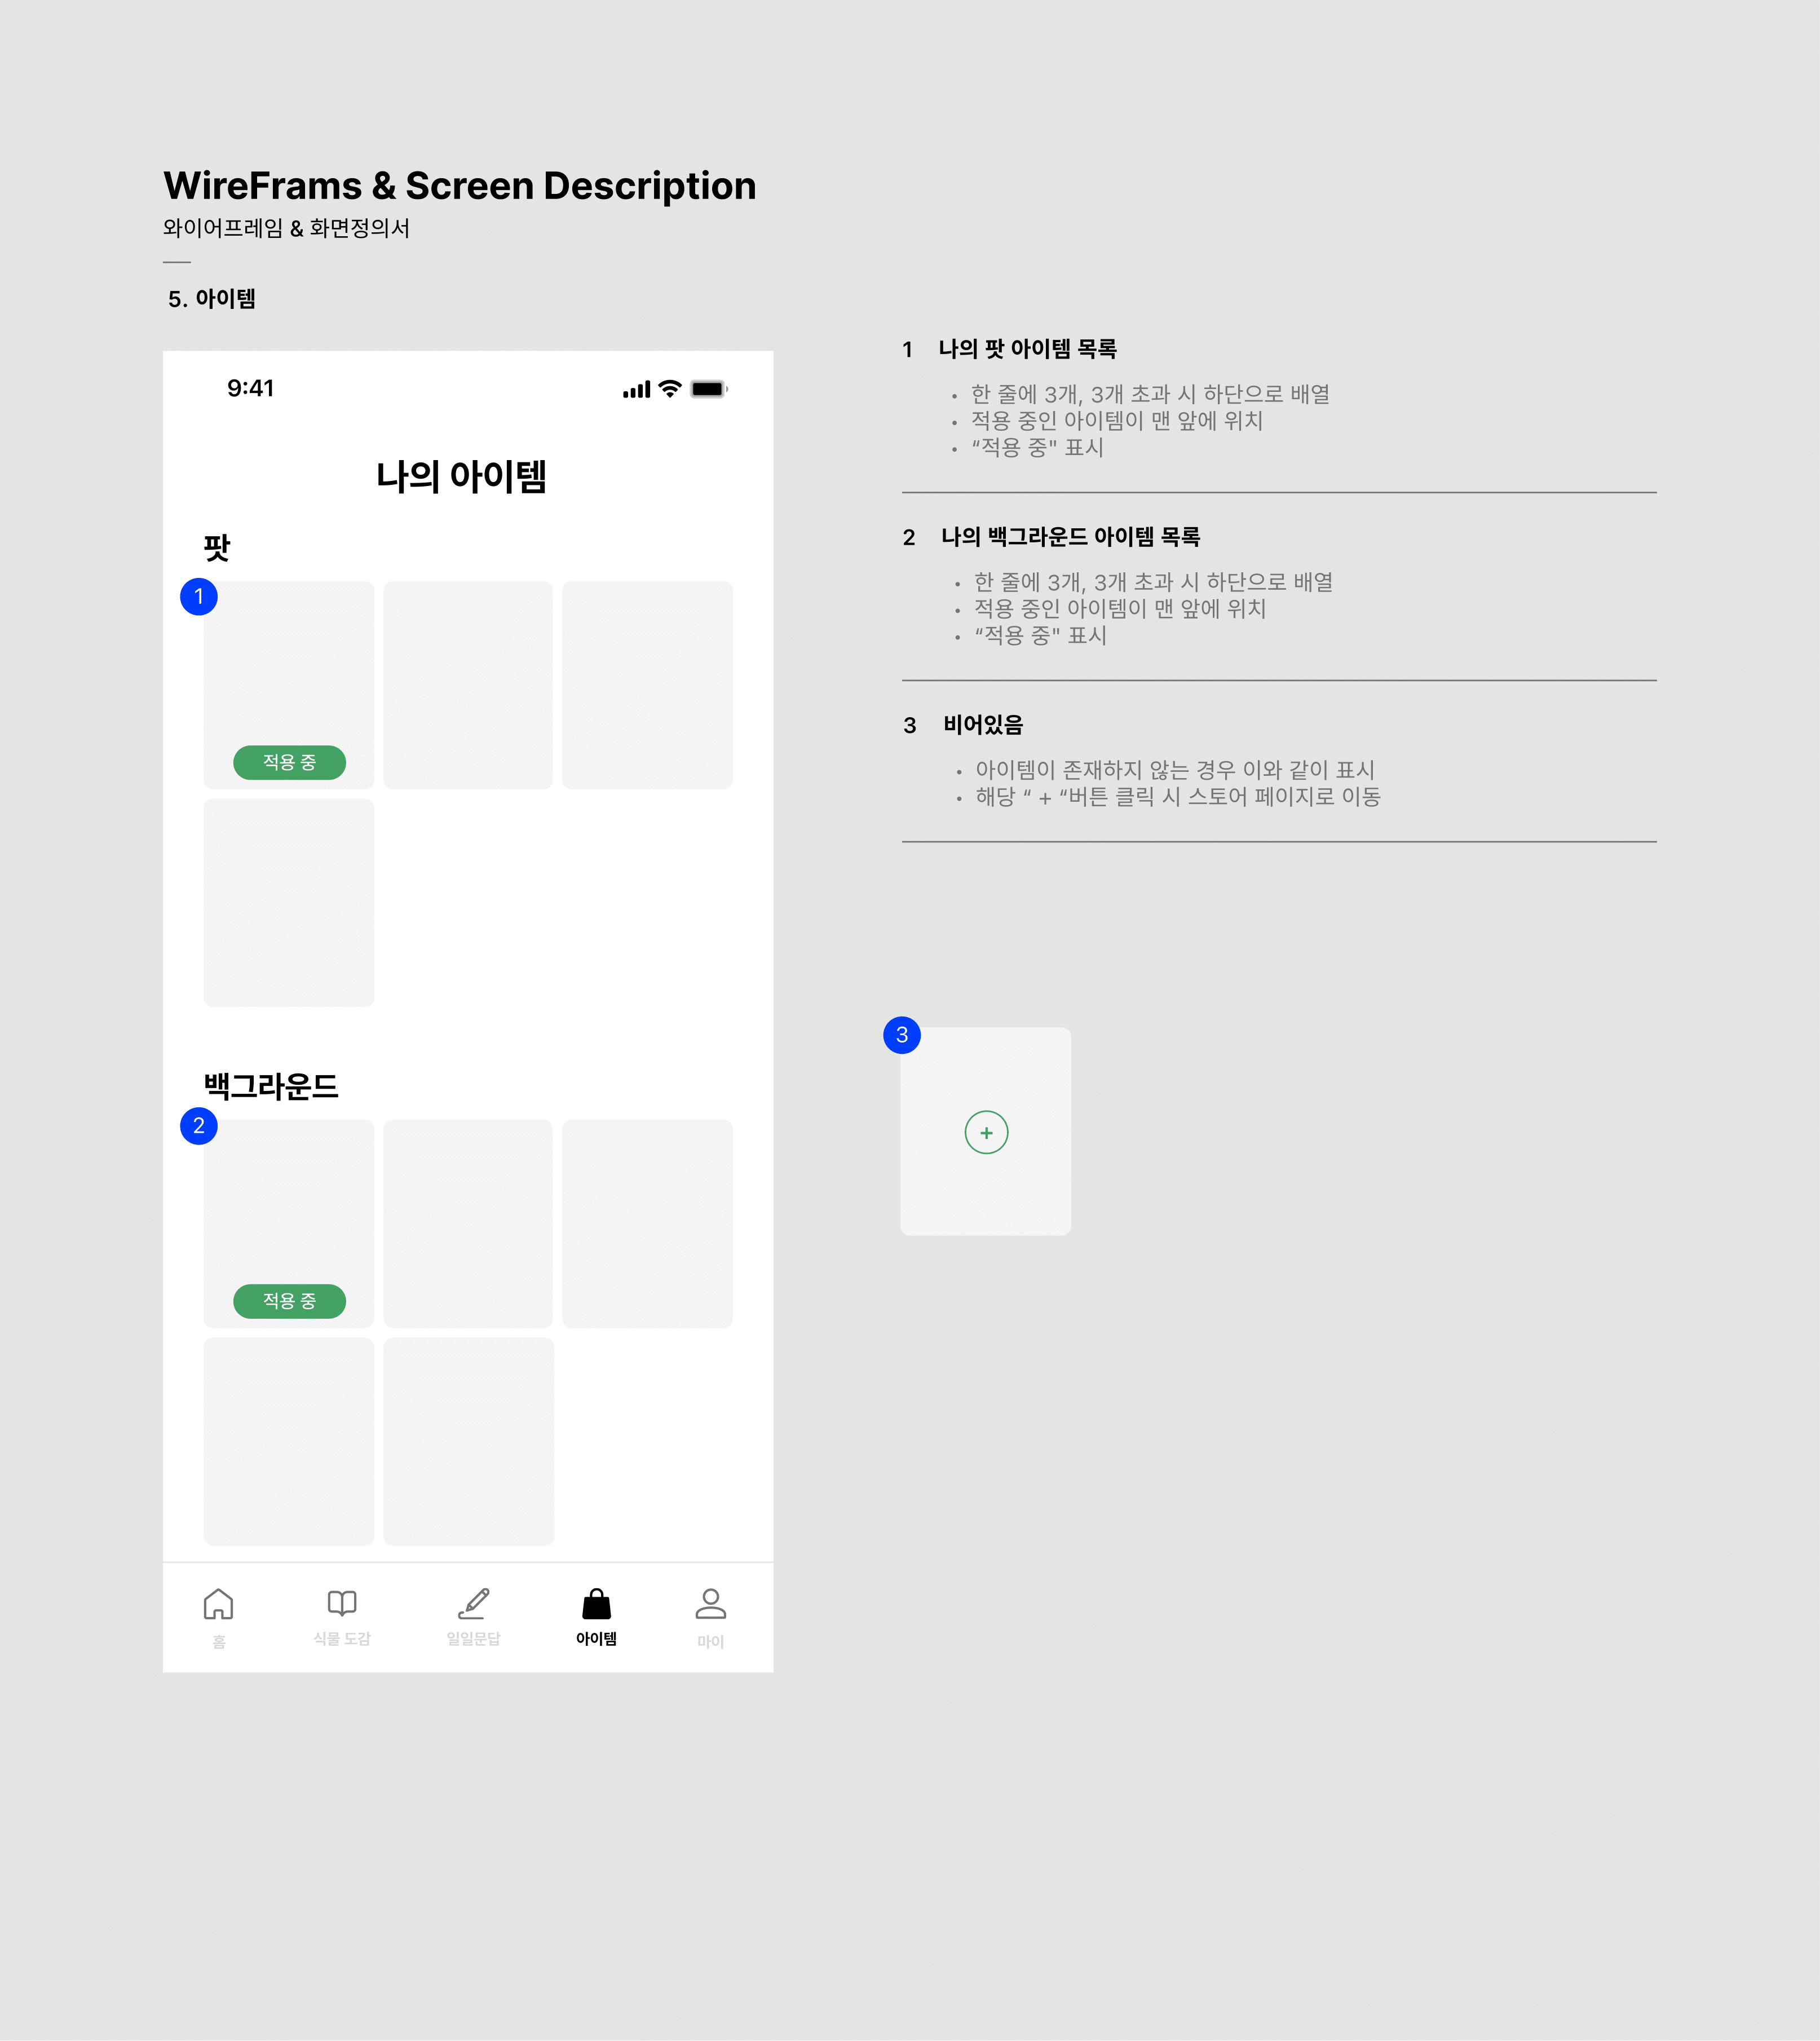 WireFrams & Screen Description
와이어프레임 & 화면정의서
5. 아이템
9:41
나의 아이템
팟
1
적용 중
백그라운드
2
적용 중
홈
식물 도감
일일문답
아이템
마이
1 나의 팟 아이템 목록
• 한 줄에 3개, 3개 초과 시 하단으로 배열
• 적용 중인 아이템이 맨 앞에 위치
• “적용 중" 표시
2 나의 백그라운드 아이템 목록
• 한 줄에 3개, 3개 초과 시 하단으로 배열
• 적용 중인 아이템이 맨 앞에 위치
• “적용 중" 표시
3 비어있음
• 아이템이 존재하지 않는 경우 이와 같이 표시
• 해당 “ + “버튼 클릭 시 스토어 페이지로 이동
3
+